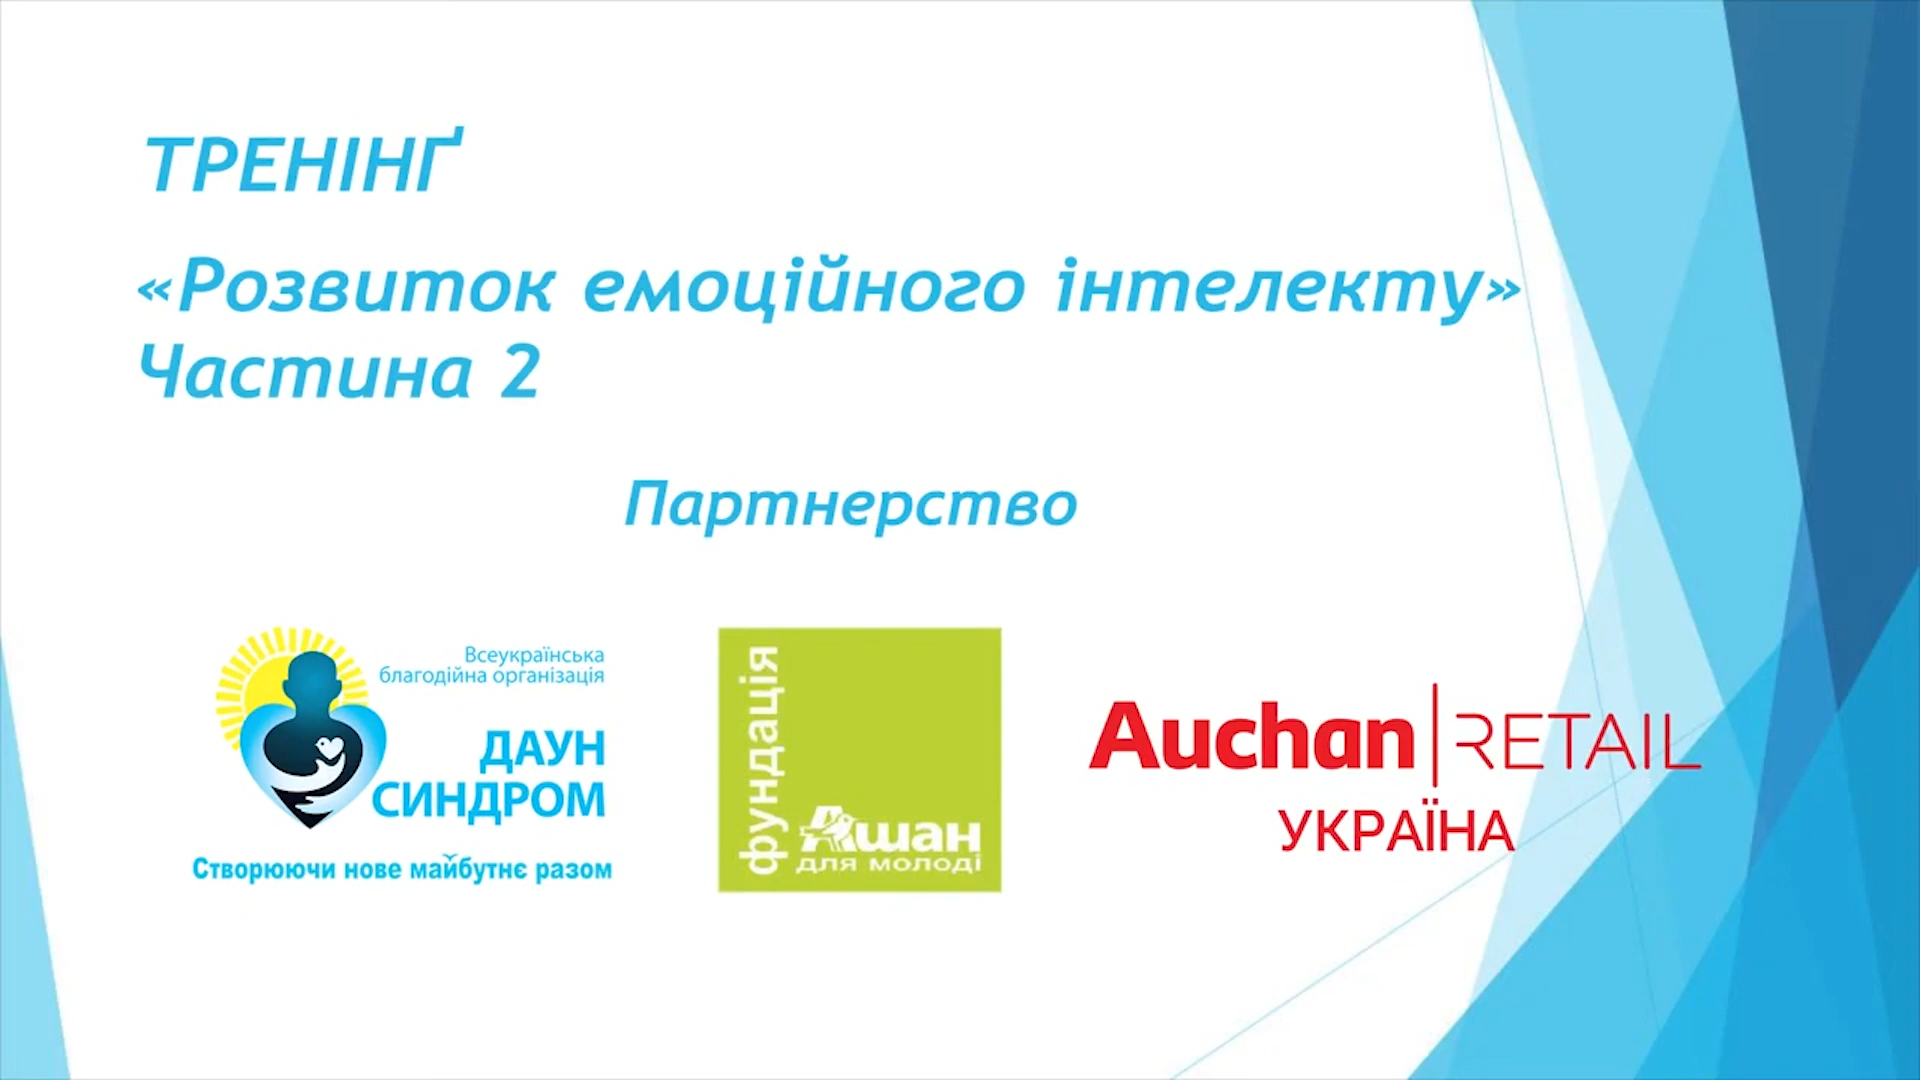 ТРЕНІНҐ
«Розвиток емоційного інтелекту»
Частина 2
Партнерство
Всеукраїнська
благодійна організація
ДАУН
СИНДРОМ
Створюючи нове майбутнє разом
фундація
Ашан
для молоді
Auchan RETAIL
УКРАЇНА